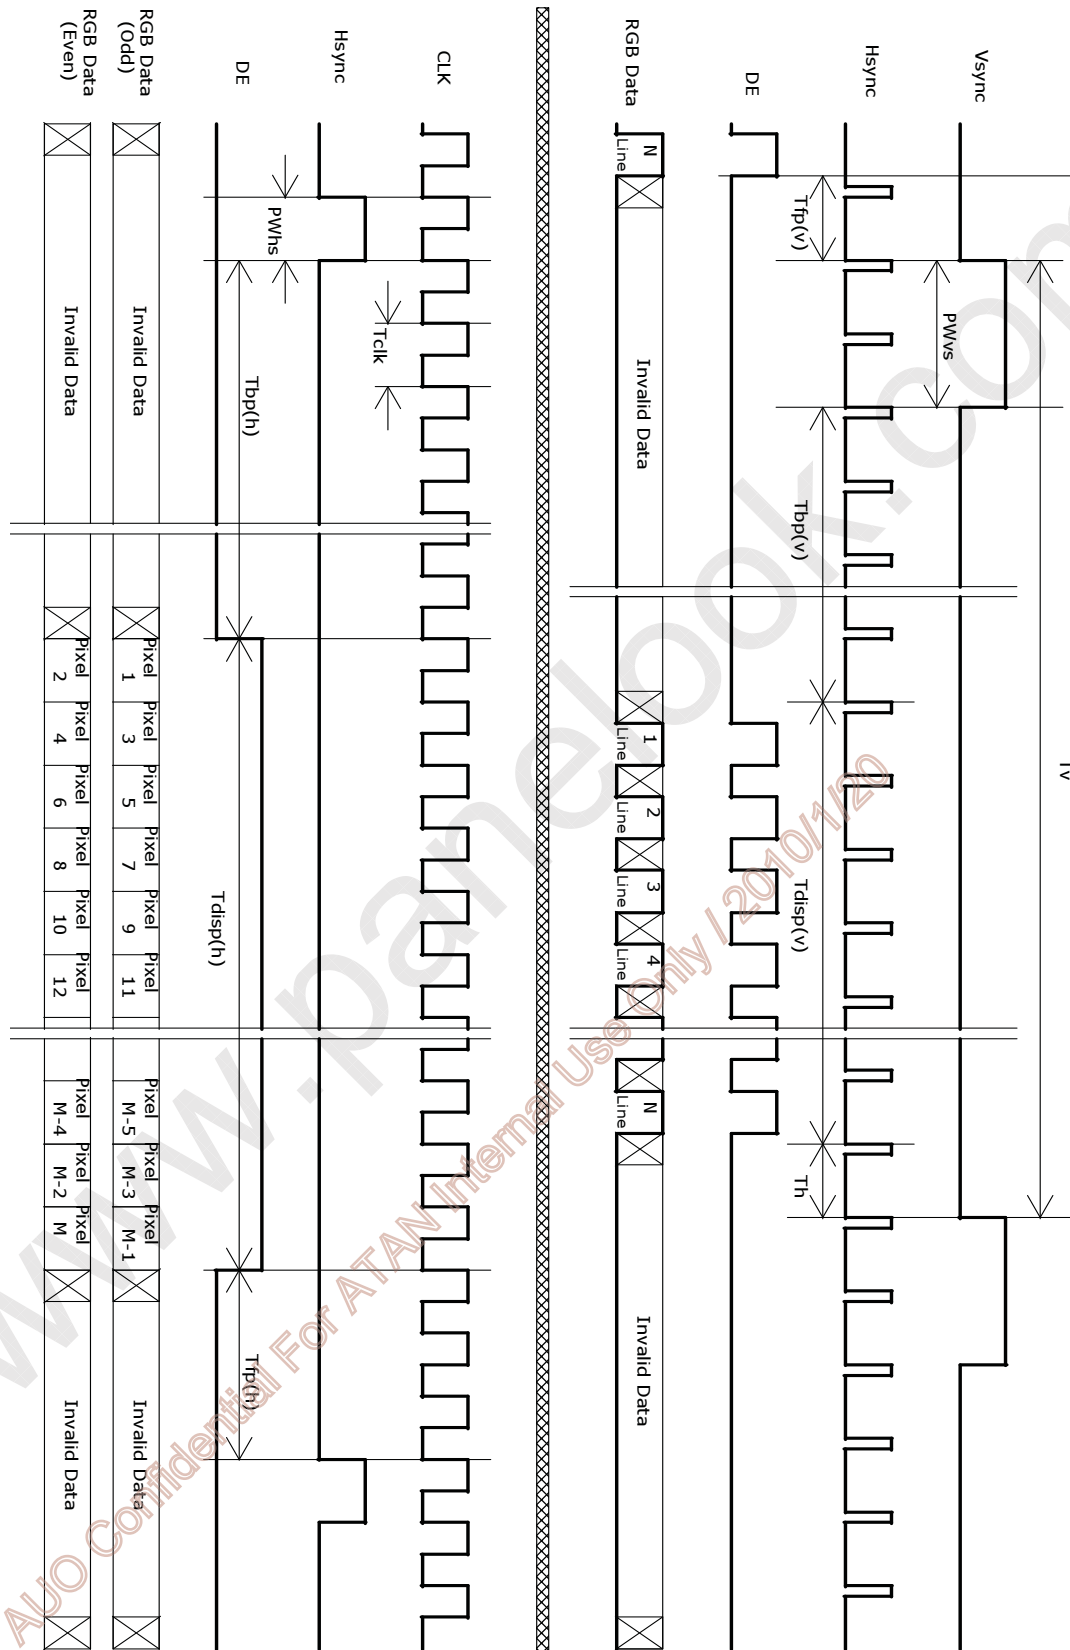 Tv
Vsync
PWvs
Hsync
Tfp(v) Tbp(v) Tdisp(v) Th
DE
RGB Data
N Line Invalid Data 1 Line 2 Line 3 Line 4 Line N Line Invalid Data
CLK
Tclk
Hsync
PWhs
DE
Tbp(h) Tdisp(h) Tfp(h)
RGB Data
(Odd)
Invalid Data Pixel 1 Pixel 3 Pixel 5 Pixel 7 Pixel 9 Pixel 11 Pixel M-5 Pixel M-3 Pixel M-1 Invalid Data
RGB Data
(Even)
Invalid Data Pixel 2 Pixel 4 Pixel 6 Pixel 8 Pixel 10 Pixel 12 Pixel M-4 Pixel M-2 Pixel M Invalid Data
www.panelook.com
AUO Confidential For ATAN Internal Use Only / 2010/1/20